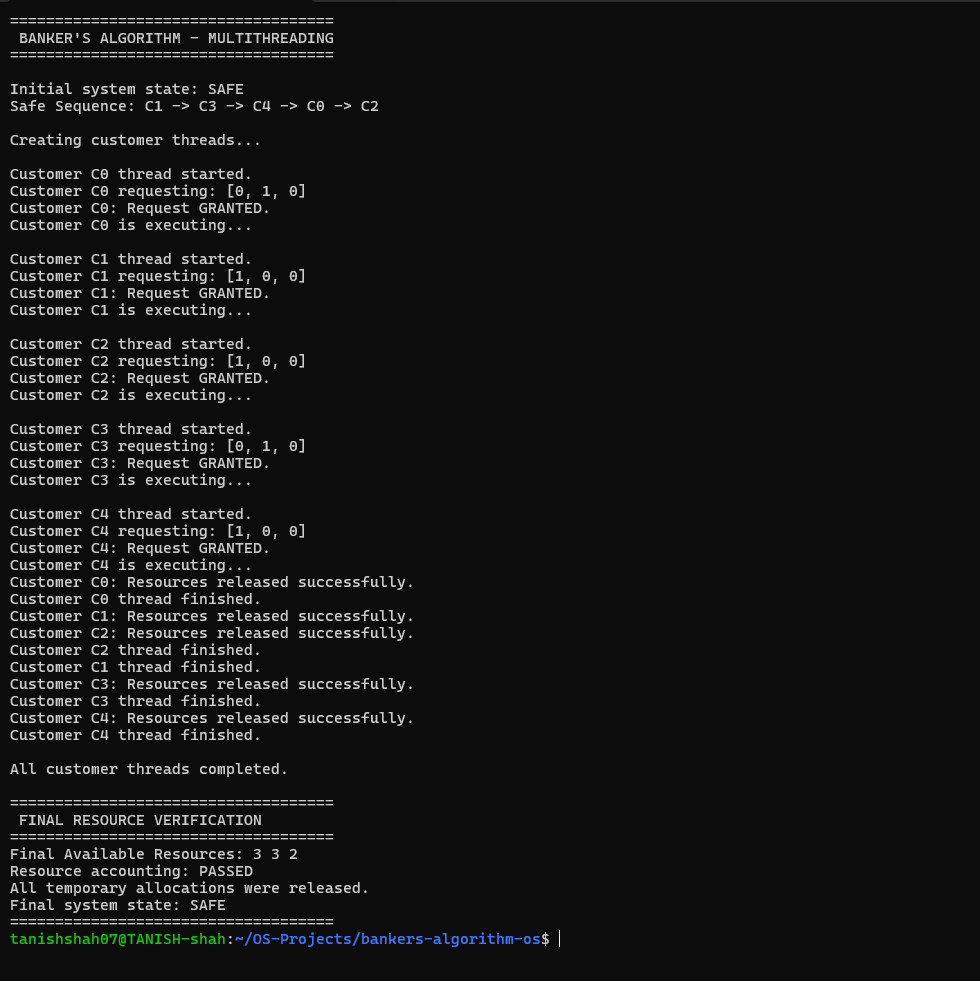 ====================================
BANKER'S ALGORITHM - MULTITHREADING
====================================
Initial system state: SAFE
Safe Sequence: C1 -> C3 -> C4 -> C0 -> C2
Creating customer threads...
Customer C0 thread started.
Customer C0 requesting: [0, 1, 0]
Customer C0: Request GRANTED.
Customer C0 is executing...
Customer C1 thread started.
Customer C1 requesting: [1, 0, 0]
Customer C1: Request GRANTED.
Customer C1 is executing...
Customer C2 thread started.
Customer C2 requesting: [1, 0, 0]
Customer C2: Request GRANTED.
Customer C2 is executing...
Customer C3 thread started.
Customer C3 requesting: [0, 1, 0]
Customer C3: Request GRANTED.
Customer C3 is executing...
Customer C4 thread started.
Customer C4 requesting: [1, 0, 0]
Customer C4: Request GRANTED.
Customer C4 is executing...
Customer C0: Resources released successfully.
Customer C0 thread finished.
Customer C1: Resources released successfully.
Customer C2: Resources released successfully.
Customer C2 thread finished.
Customer C1 thread finished.
Customer C3: Resources released successfully.
Customer C3 thread finished.
Customer C4: Resources released successfully.
Customer C4 thread finished.
All customer threads completed.
====================================
FINAL RESOURCE VERIFICATION
====================================
Final Available Resources: 3 3 2
Resource accounting: PASSED
All temporary allocations were released.
Final system state: SAFE
====================================
tanishshah07@TANISH-shah:~/OS-Projects/bankers-algorithm-os$